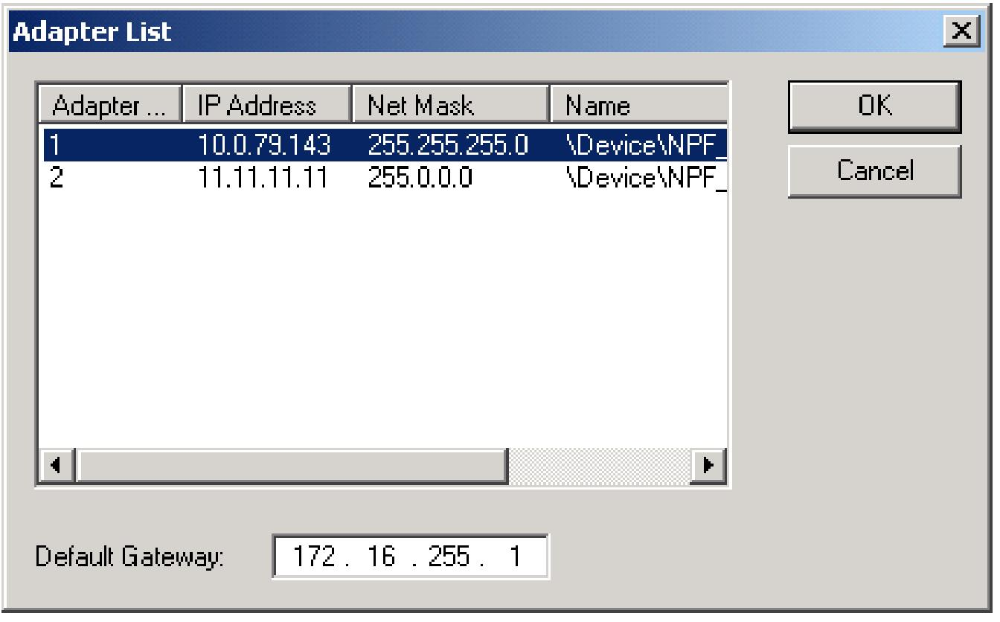 Adapter List
Adapter ... IP Address Net Mask Name
1 10.0.79.143 255.255.255.0 \Device\NPF_
2 11.11.11.11 255.0.0.0 \Device\NPF_
OK
Cancel
Default Gateway: 172 . 16 . 255 . 1